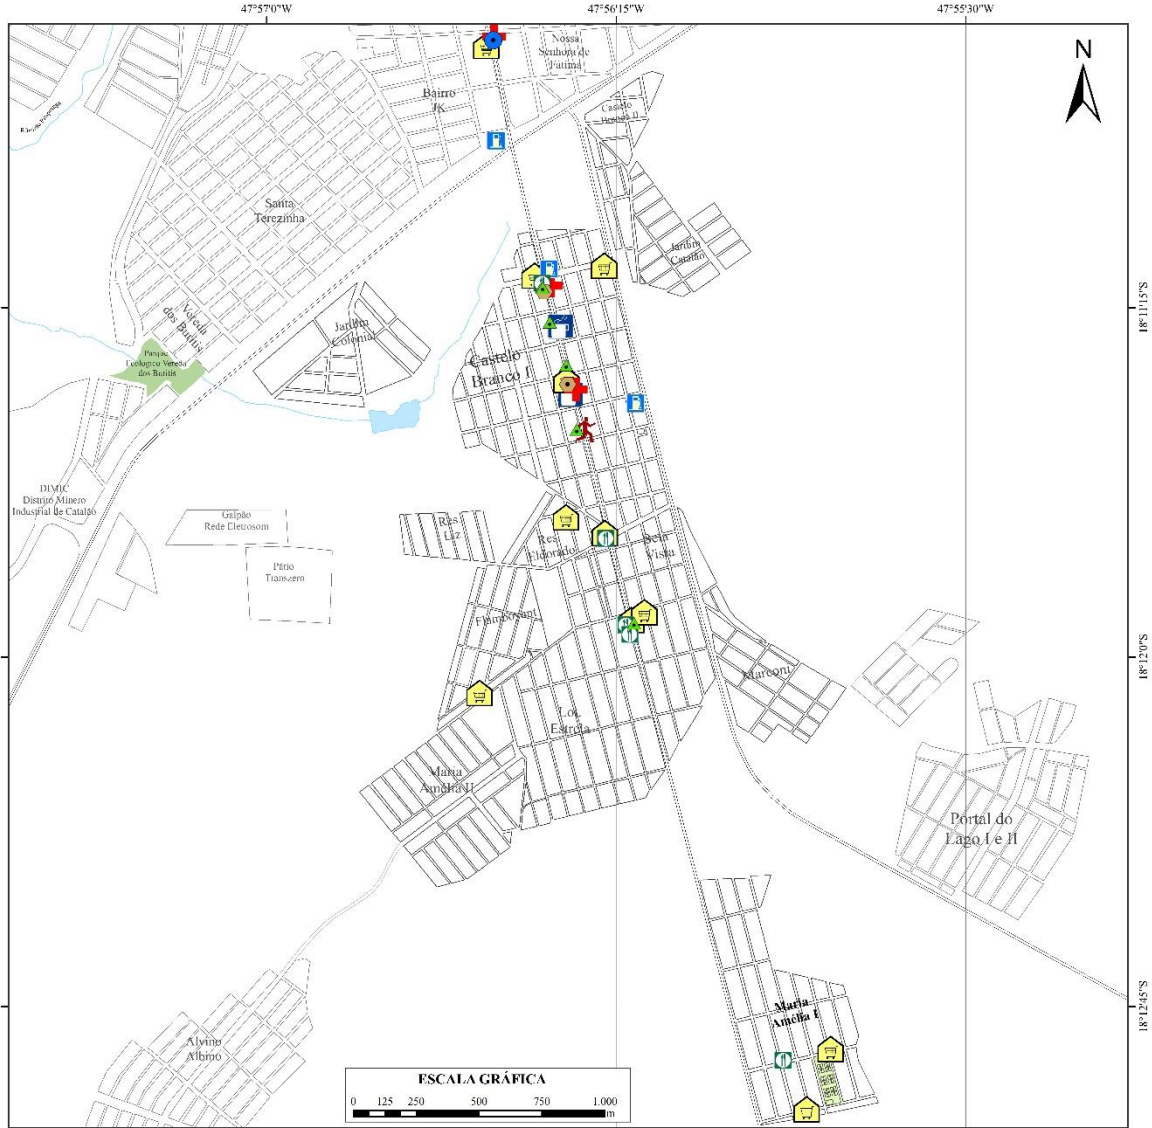 47°57'0"W
47°56'15"W
47°55'30"W
N
Nossa
Senhora de
Fátima
Bairro
JK
Castelo
Branco II
Santa
Terezinha
Jardim
Catalão
18°11'15"S
Vereda
dos Buritis
Jardim
Colonial
Parque
Ecológico Vereda
dos Buritis
Castelo
Branco I
DIMIC
Distrito Minero
Industrial de Catalão
Galpão
Rede Eletrosom
Res.
Liz
Res.
Eldorado
Bela
Vista
Pátio
Transzero
Flamboyant
18°12'0"S
Marconi
Lot.
Estrela
Maria
Amélia II
Portal do
Lago I e II
18°12'45"S
Maria
Amélia I
Alvino
Albino
ESCALA GRÁFICA
0 125 250 500 750 1.000
m